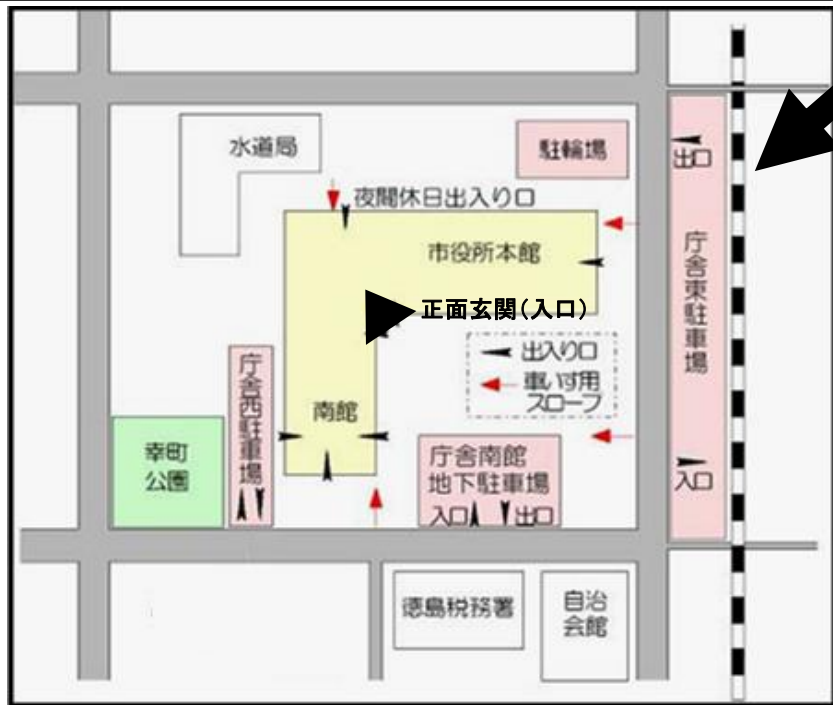 水道局
駐輪場
出口
夜間休日出入り口
市役所本館
庁舎東駐車場
正面玄関(入口)
出入り口
車いす用
スロープ
庁舎西駐車場
南館
幸町
公園
庁舎南館
地下駐車場
入口
出口
入口
徳島税務署
自治
会館